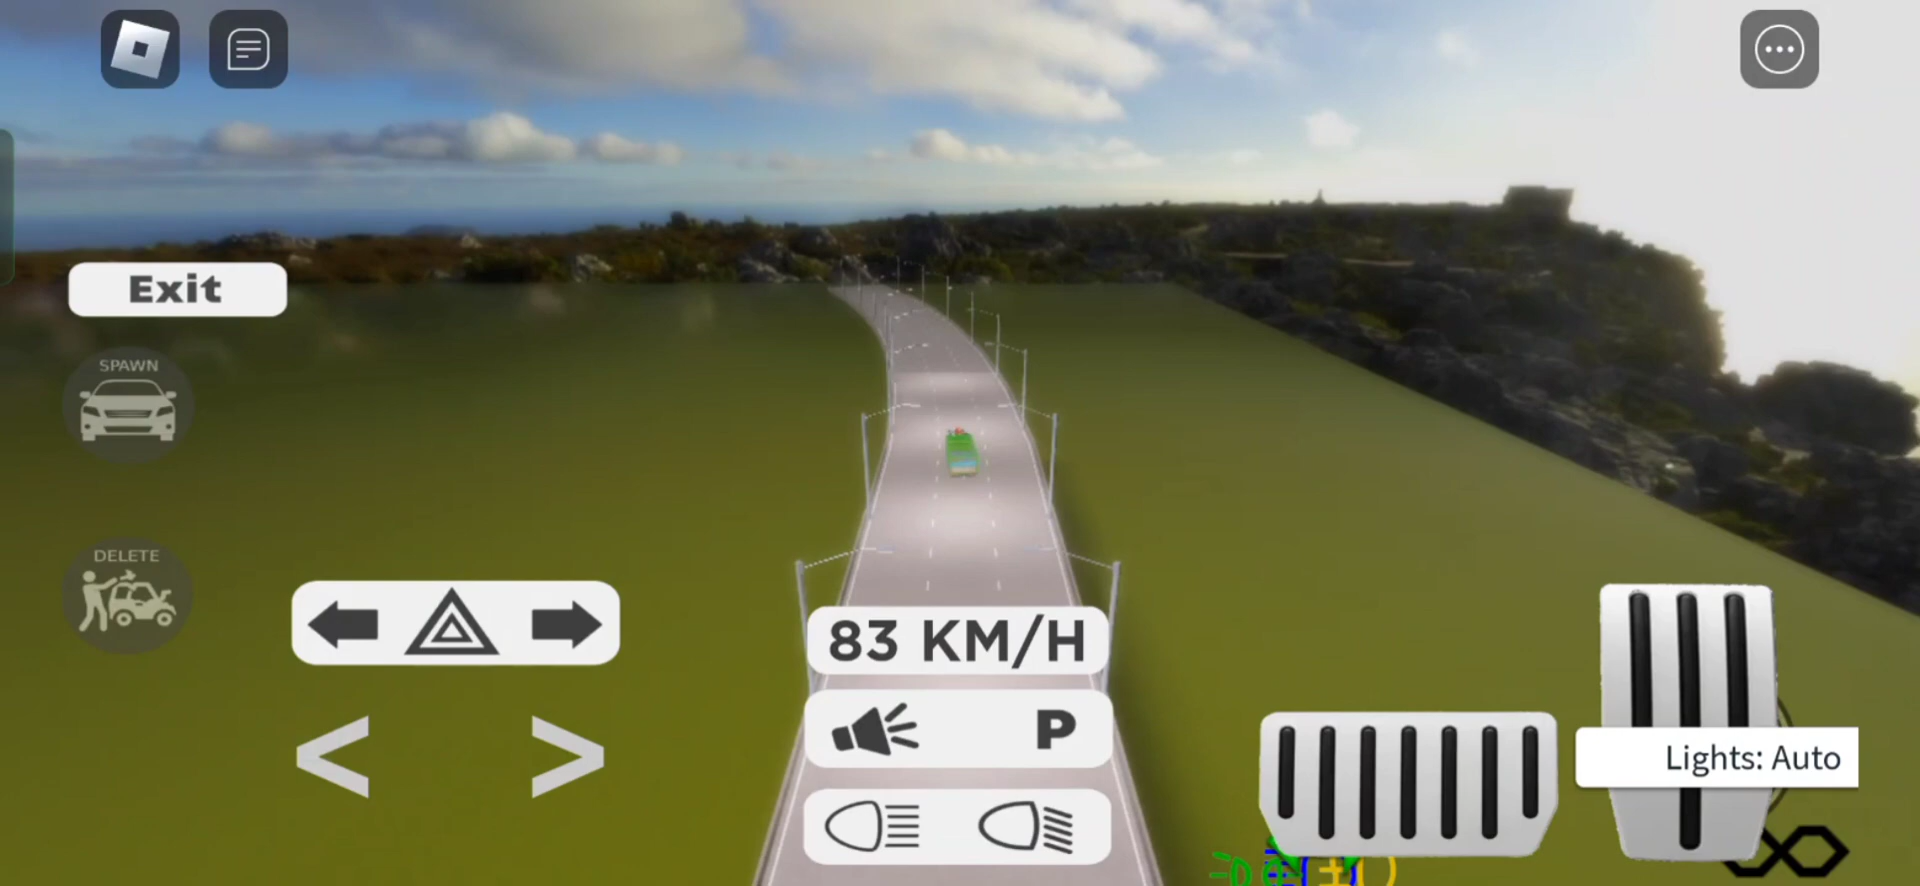 Exit
SPAWN
DELETE
83 KM/H
P
Lights: Auto